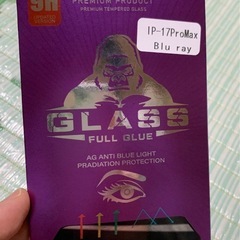 9H
PREMIUM PRODUCT
PREMIUM TEMPERED GLASS
IP-17ProMax
Blu ray
GLASS
FULL GLUE
AG ANTI BLUE LIGHT
PRADIATION PROTECTION